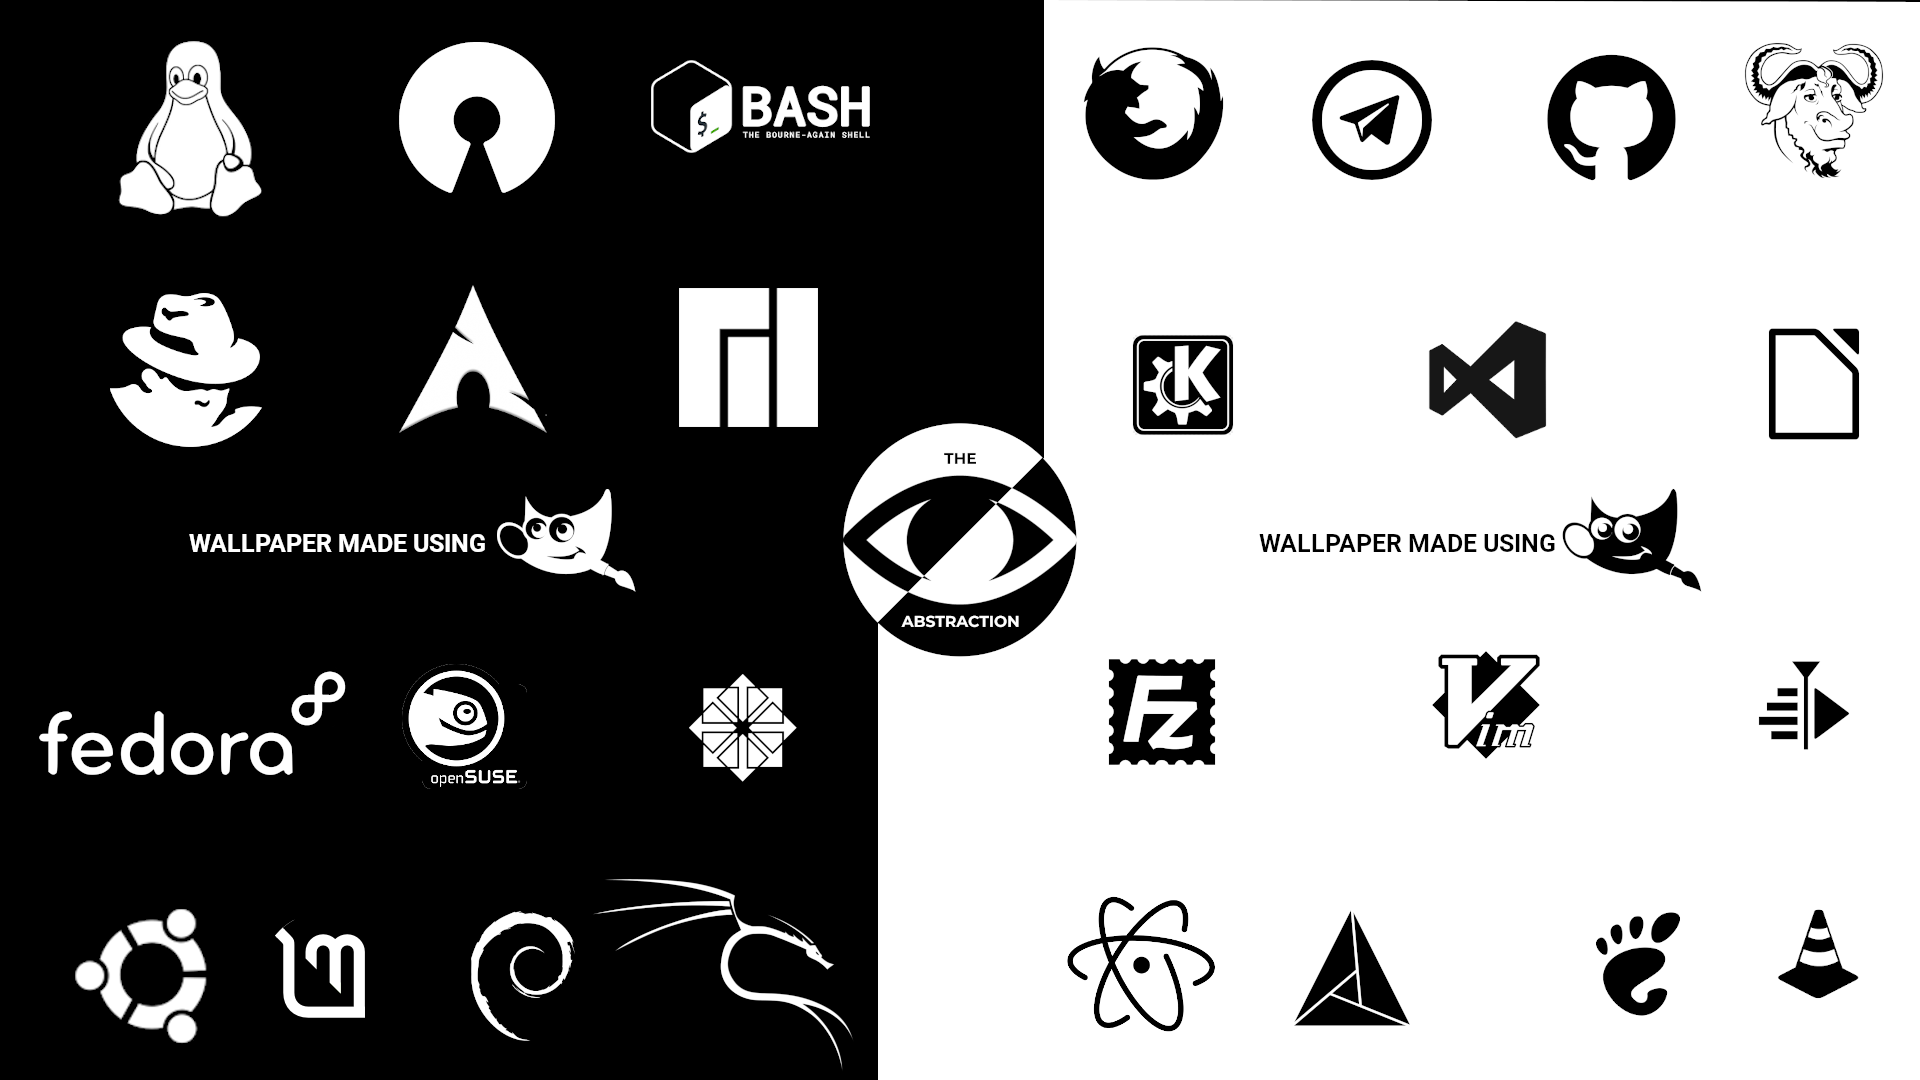 $_
BASH
THE BOURNE-AGAIN SHELL
K
THE
WALLPAPER MADE USING
WALLPAPER MADE USING
ABSTRACTION
fedora
openSUSE
FZ
Vim